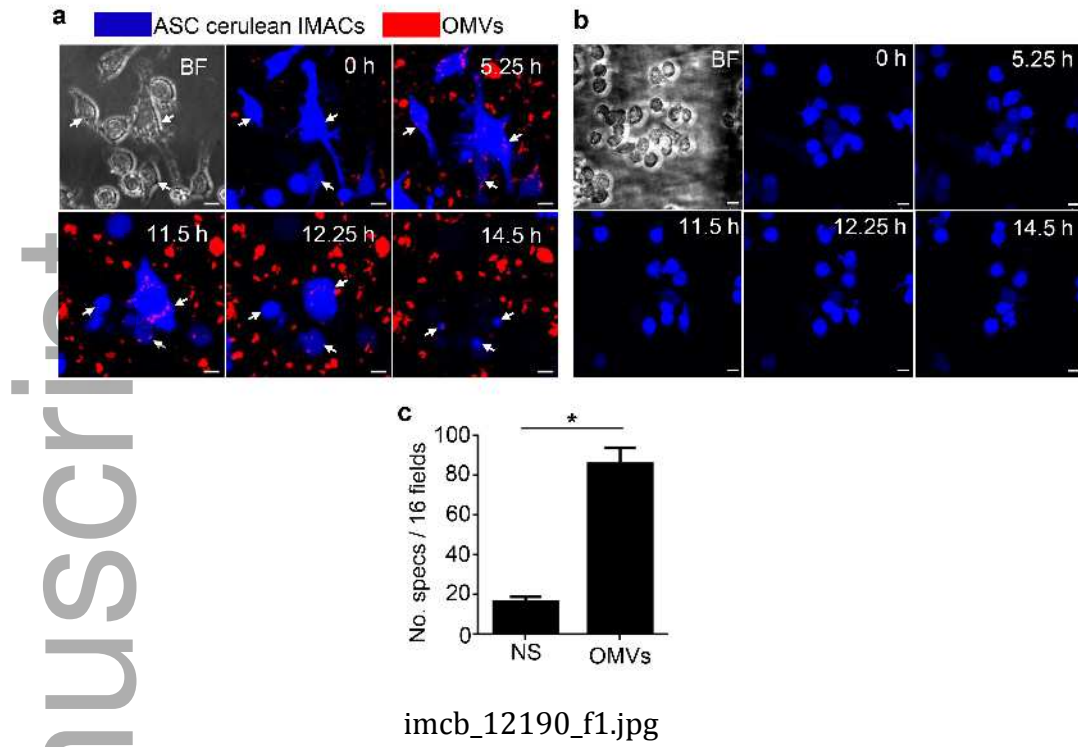 a
ASC cerulean IMACs
OMVs
BF
0 h
5.25 h
11.5 h
12.25 h
14.5 h
b
BF
0 h
5.25 h
11.5 h
12.25 h
14.5 h
c
*
No. specs / 16 fields
100
80
60
40
20
0
NS
OMVs
imcb_12190_f1.jpg
nuscript